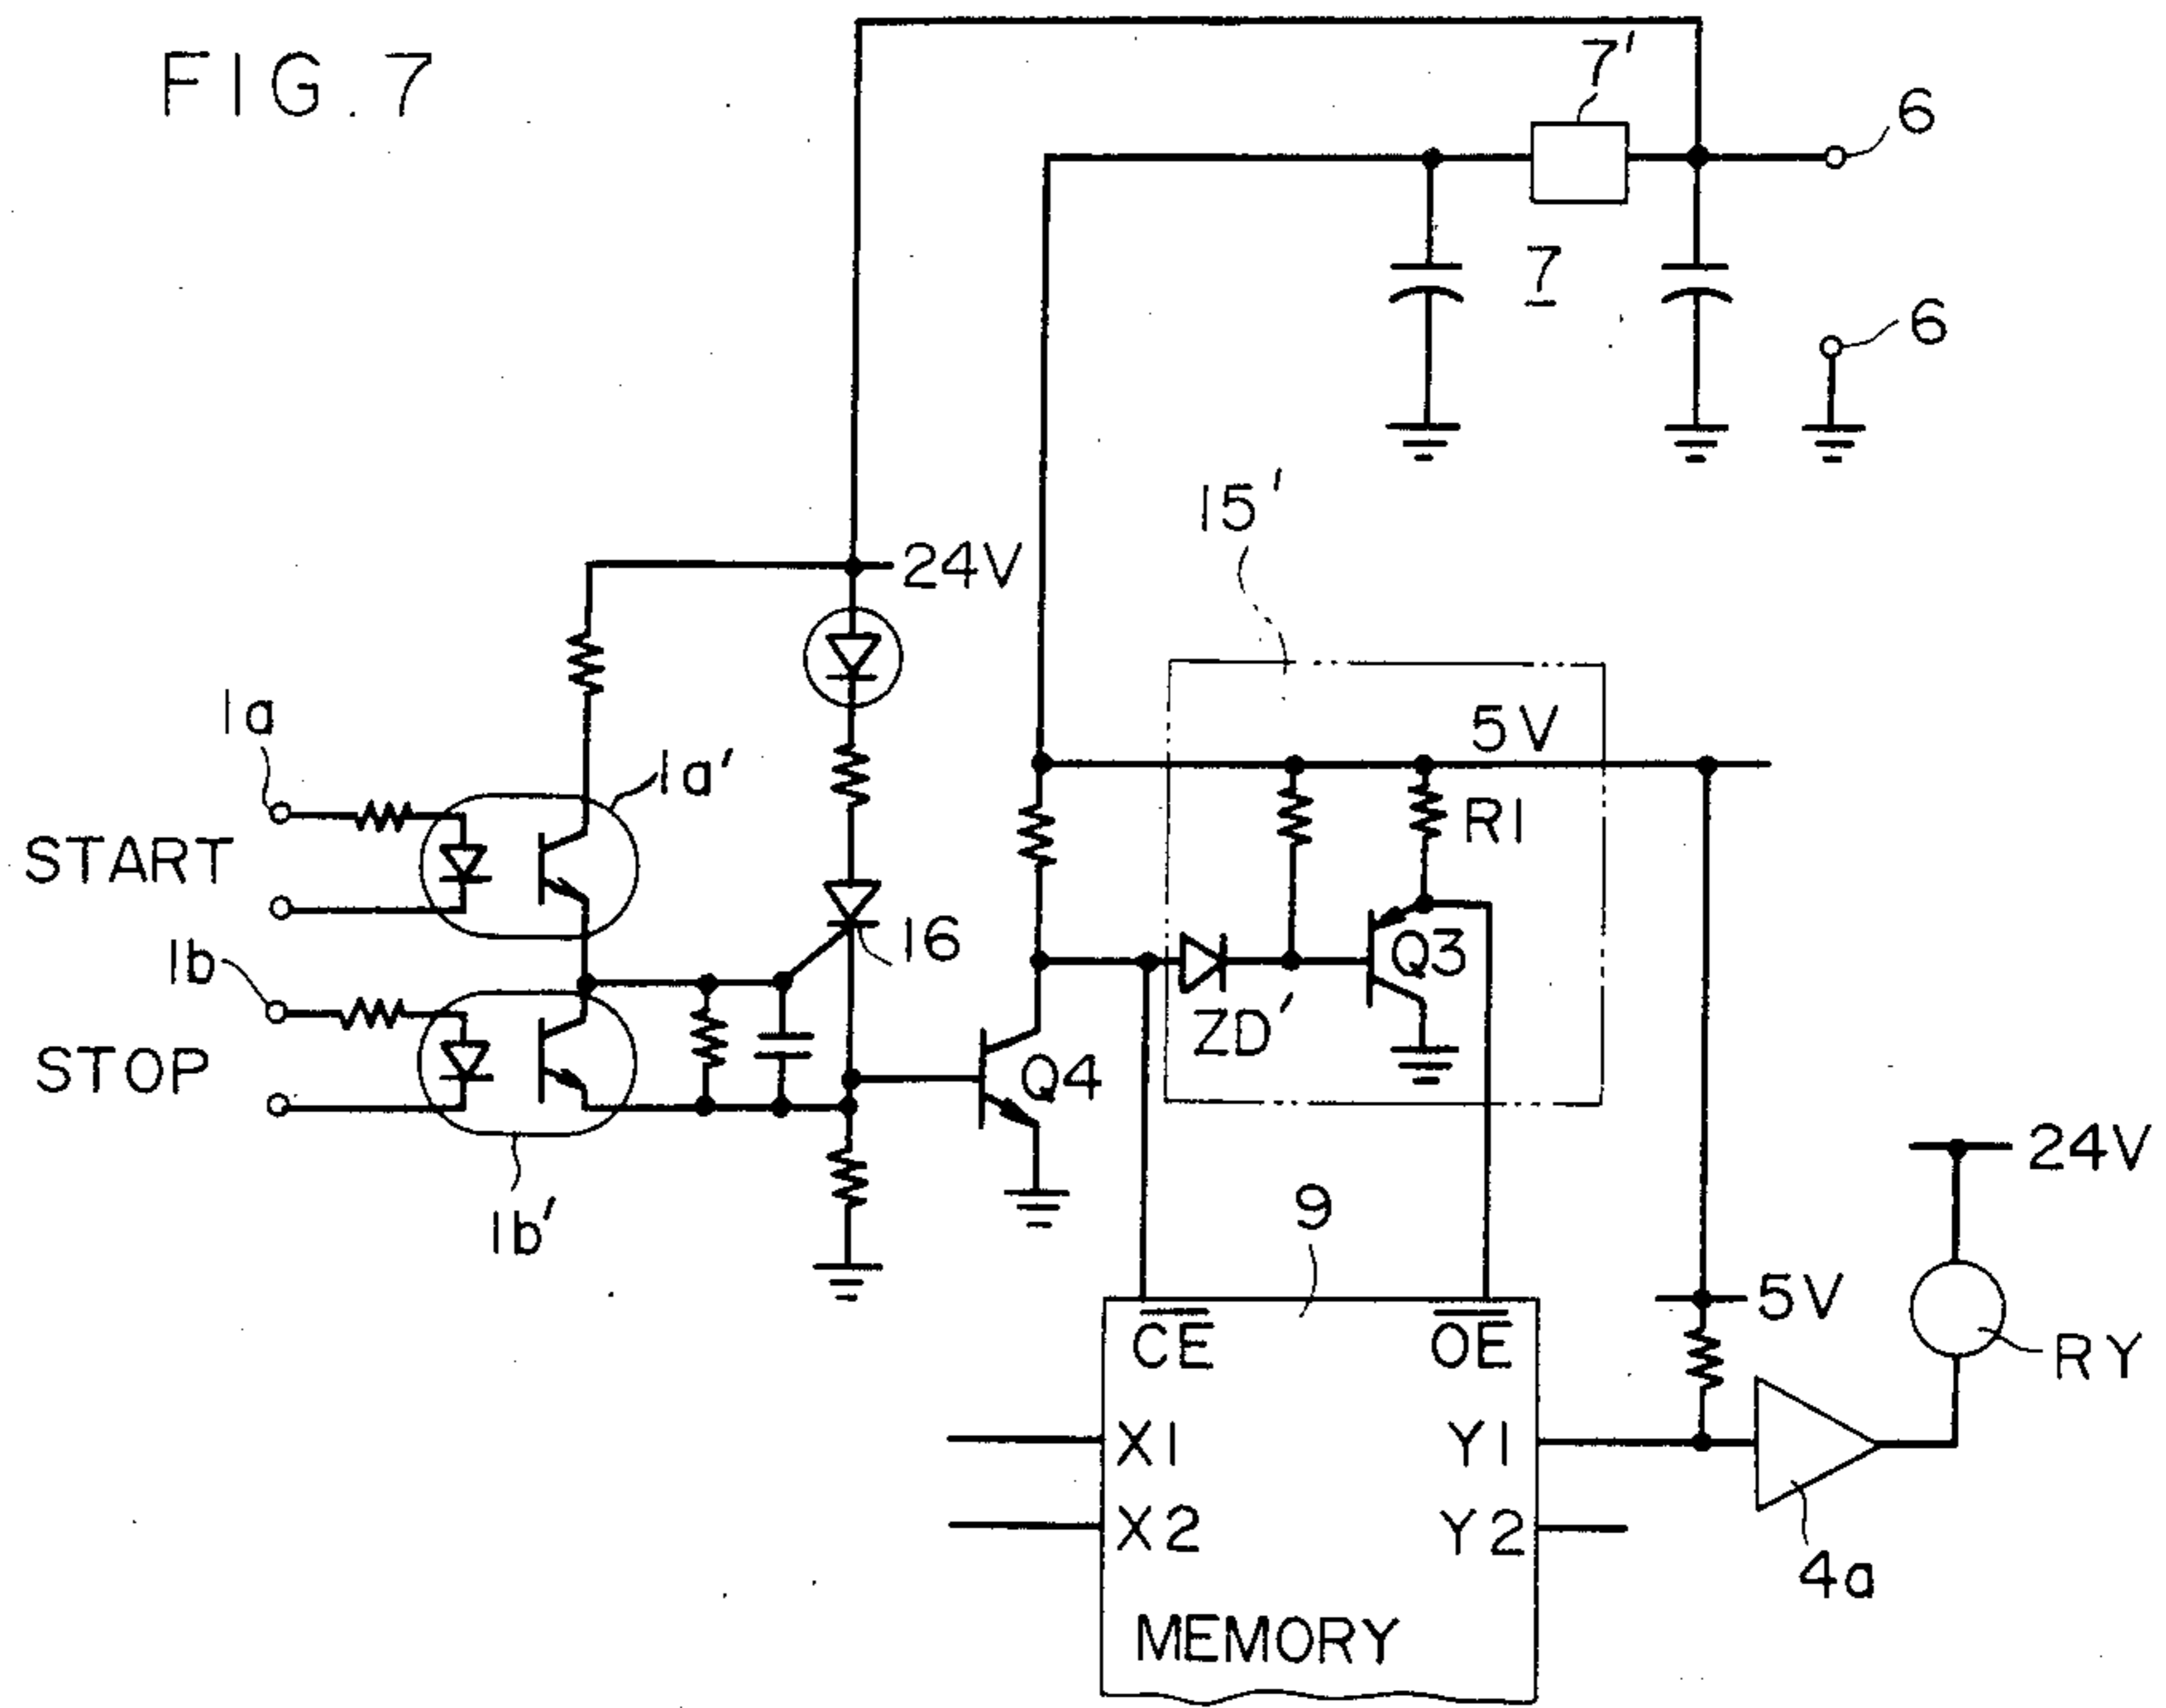 FIG. 7
7'
6
7
6
15'
24V
1a
1a'
5V
R1
START
16
1b
Q3
ZD'
STOP
Q4
1b'
9
24V
5V
CE
OE
RY
X1
Y1
X2
Y2
4a
MEMORY